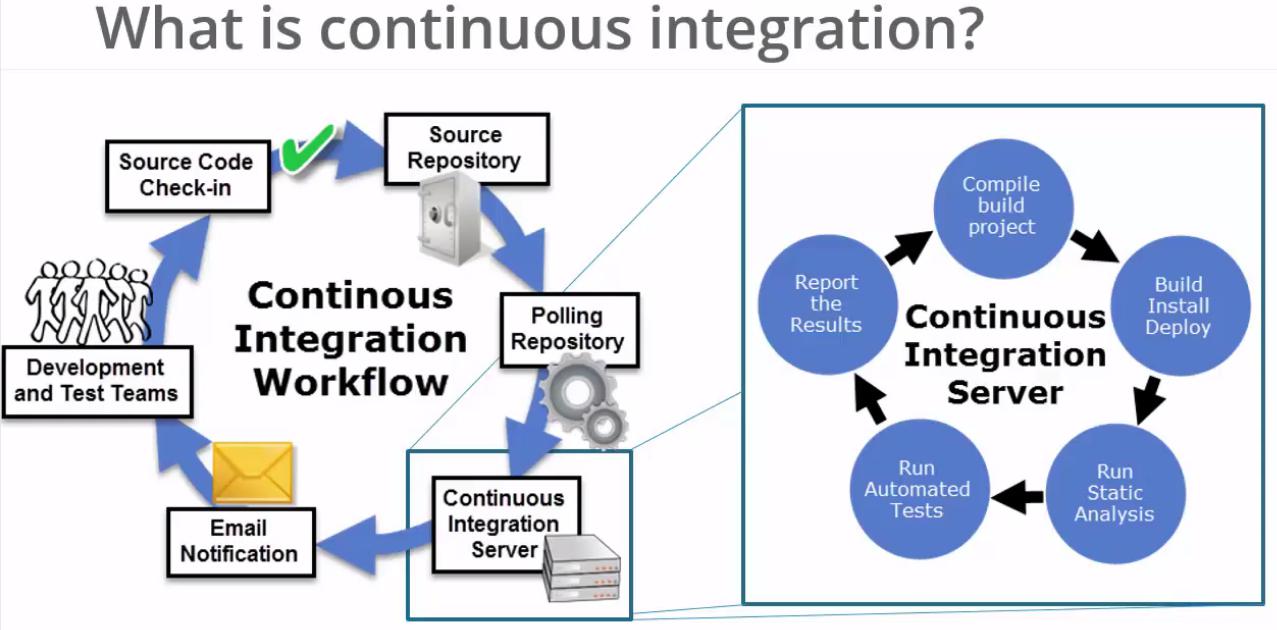 What is continuous integration?
Source Code
Check-in
Source
Repository
Polling
Repository
Continous
Integration
Workflow
Development
and Test Teams
Email
Notification
Continuous
Integration
Server
Compile
build
project
Build
Install
Deploy
Run
Static
Analysis
Run
Automated
Tests
Report
the
Results
Continuous
Integration
Server